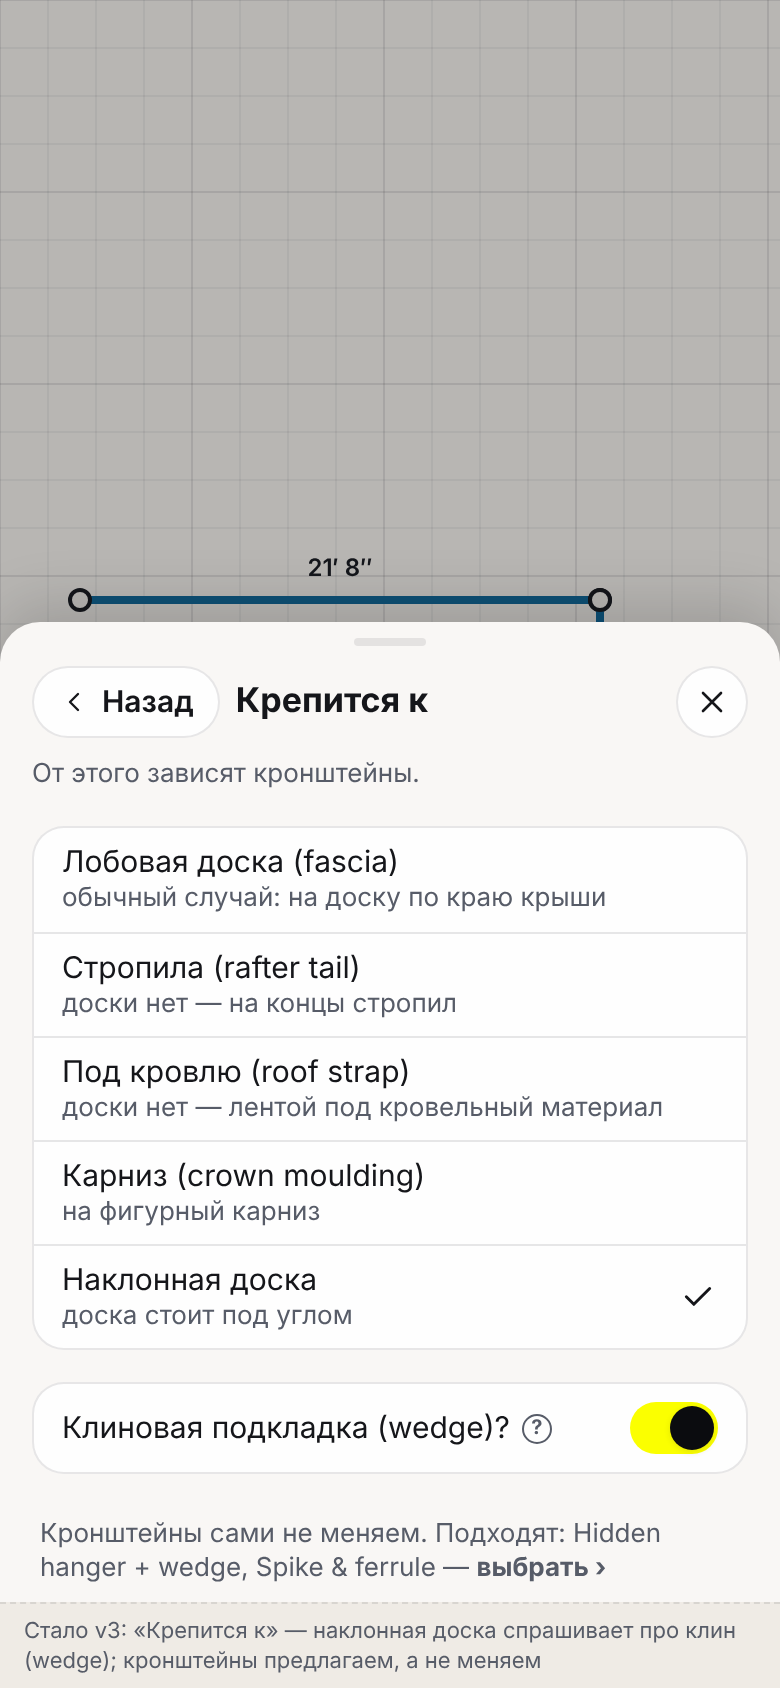 21′ 8″
Назад
Крепится к
От этого зависят кронштейны.
Лобовая доска (fascia)
обычный случай: на доску по краю крыши
Стропила (rafter tail)
доски нет — на концы стропил
Под кровлю (roof strap)
доски нет — лентой под кровельный материал
Карниз (crown moulding)
на фигурный карниз
Наклонная доска
доска стоит под углом
Клиновая подкладка (wedge)? ?
Кронштейны сами не меняем. Подходят: Hidden
hanger + wedge, Spike & ferrule — выбрать ›
Стало v3: «Крепится к» — наклонная доска спрашивает про клин
(wedge); кронштейны предлагаем, а не меняем